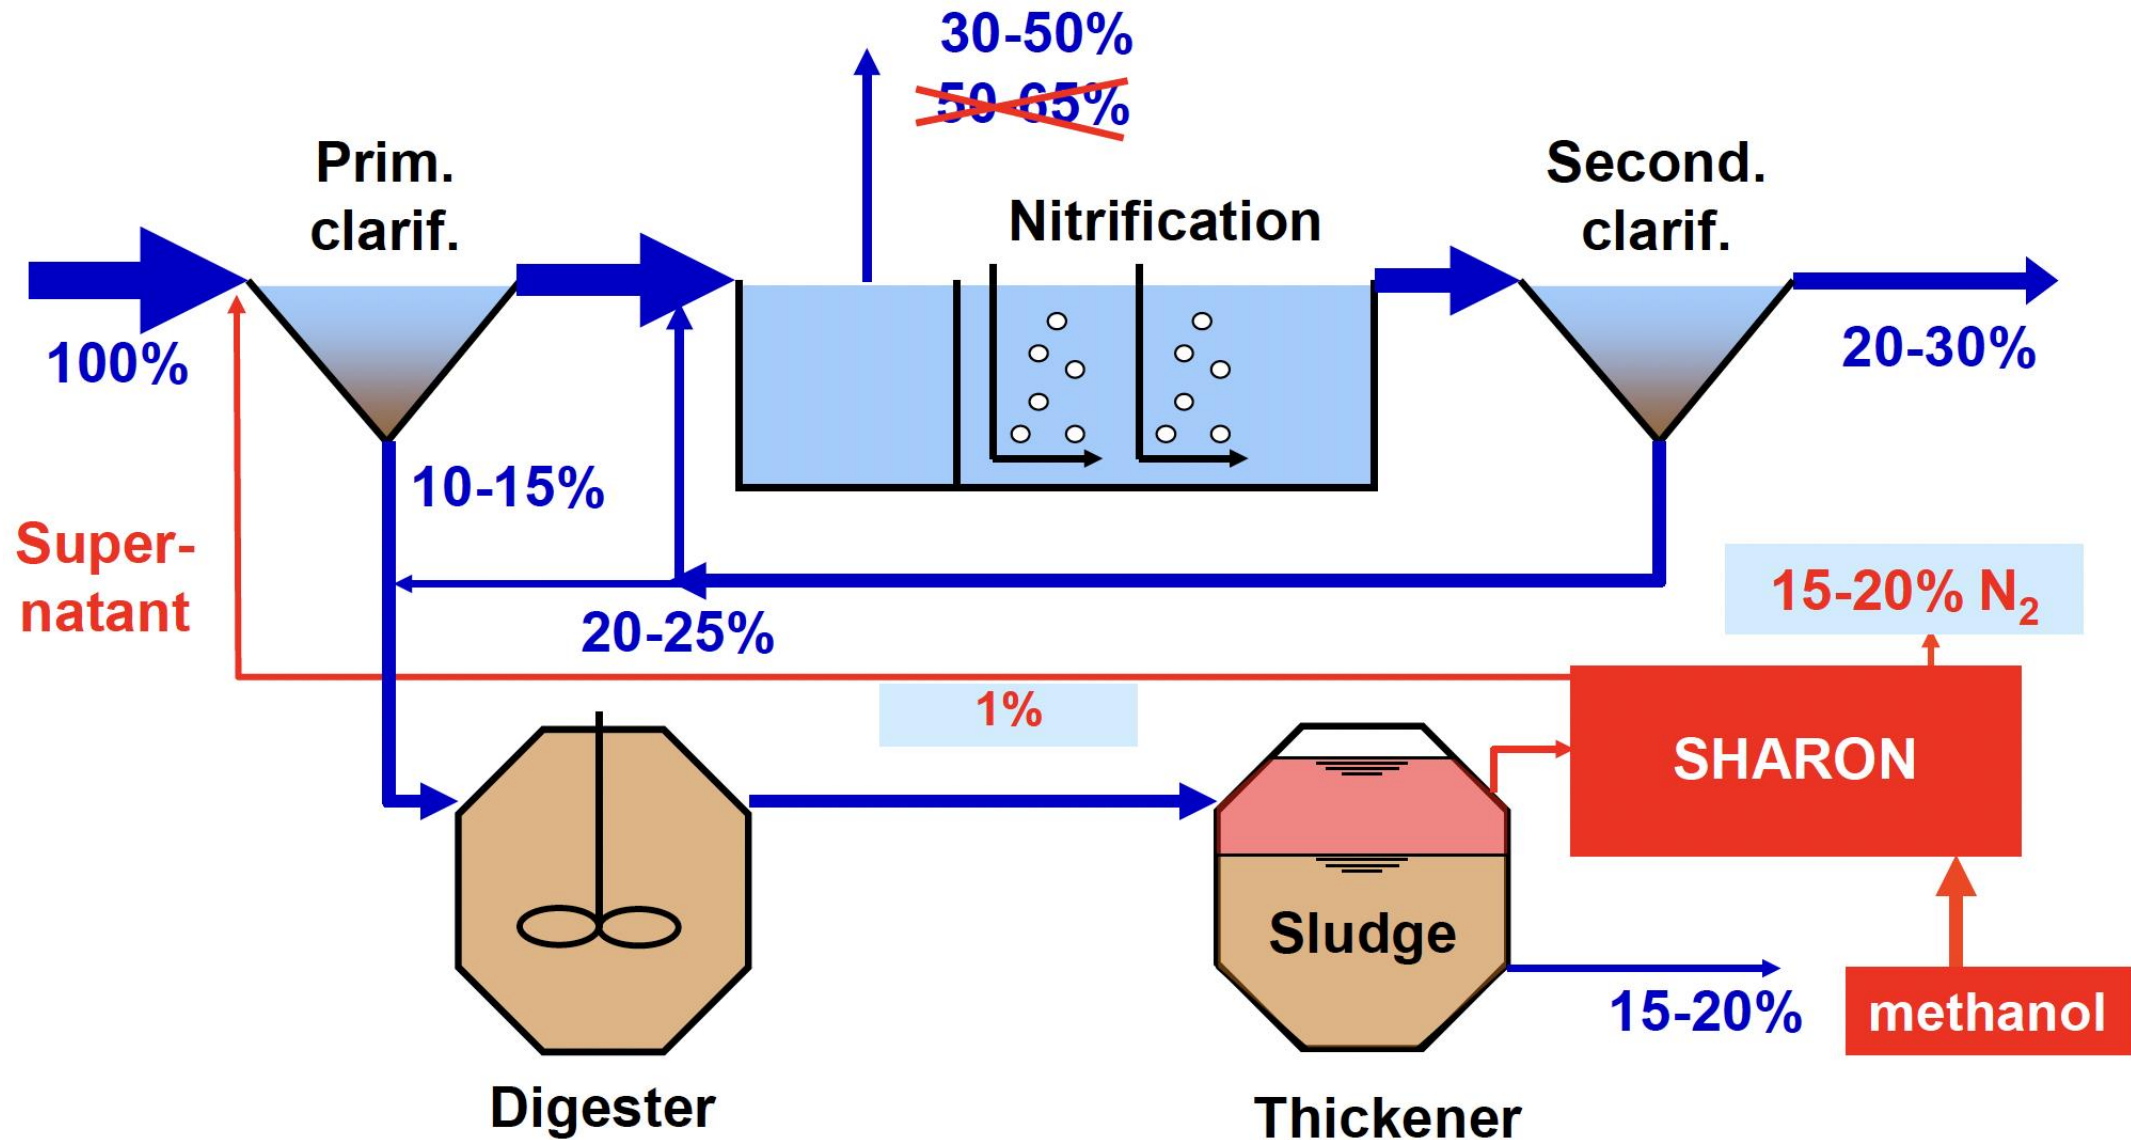 30-50%
50-65%
Prim.
clarif.
Nitrification
Second.
clarif.
100%
20-30%
10-15%
Super-
natant
20-25%
15-20% N₂
1%
SHARON
Sludge
15-20%
methanol
Digester
Thickener